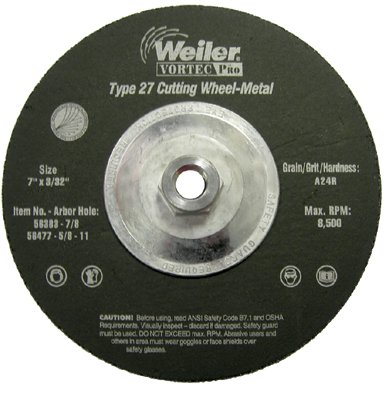 Weiler
VORTEC PRO
Type 27 Cutting Wheel-Metal
Size
7" x 3/32"
Item No. - Arbor Hole:
56383 - 7/8
56477 - 5/8 - 11
Grain/Grit/Hardness:
A24R
Max. RPM:
8,500
SAFETY GUARD REQUIRED
CAUTION! Before using, read ANSI Safety Code B7.1 and OSHA
Requirements. Visually inspect – discard if damaged. Safety guard
must be used. DO NOT EXCEED max. RPM. Abrasive users and
others in area must wear goggles or face shields over
safety glasses.